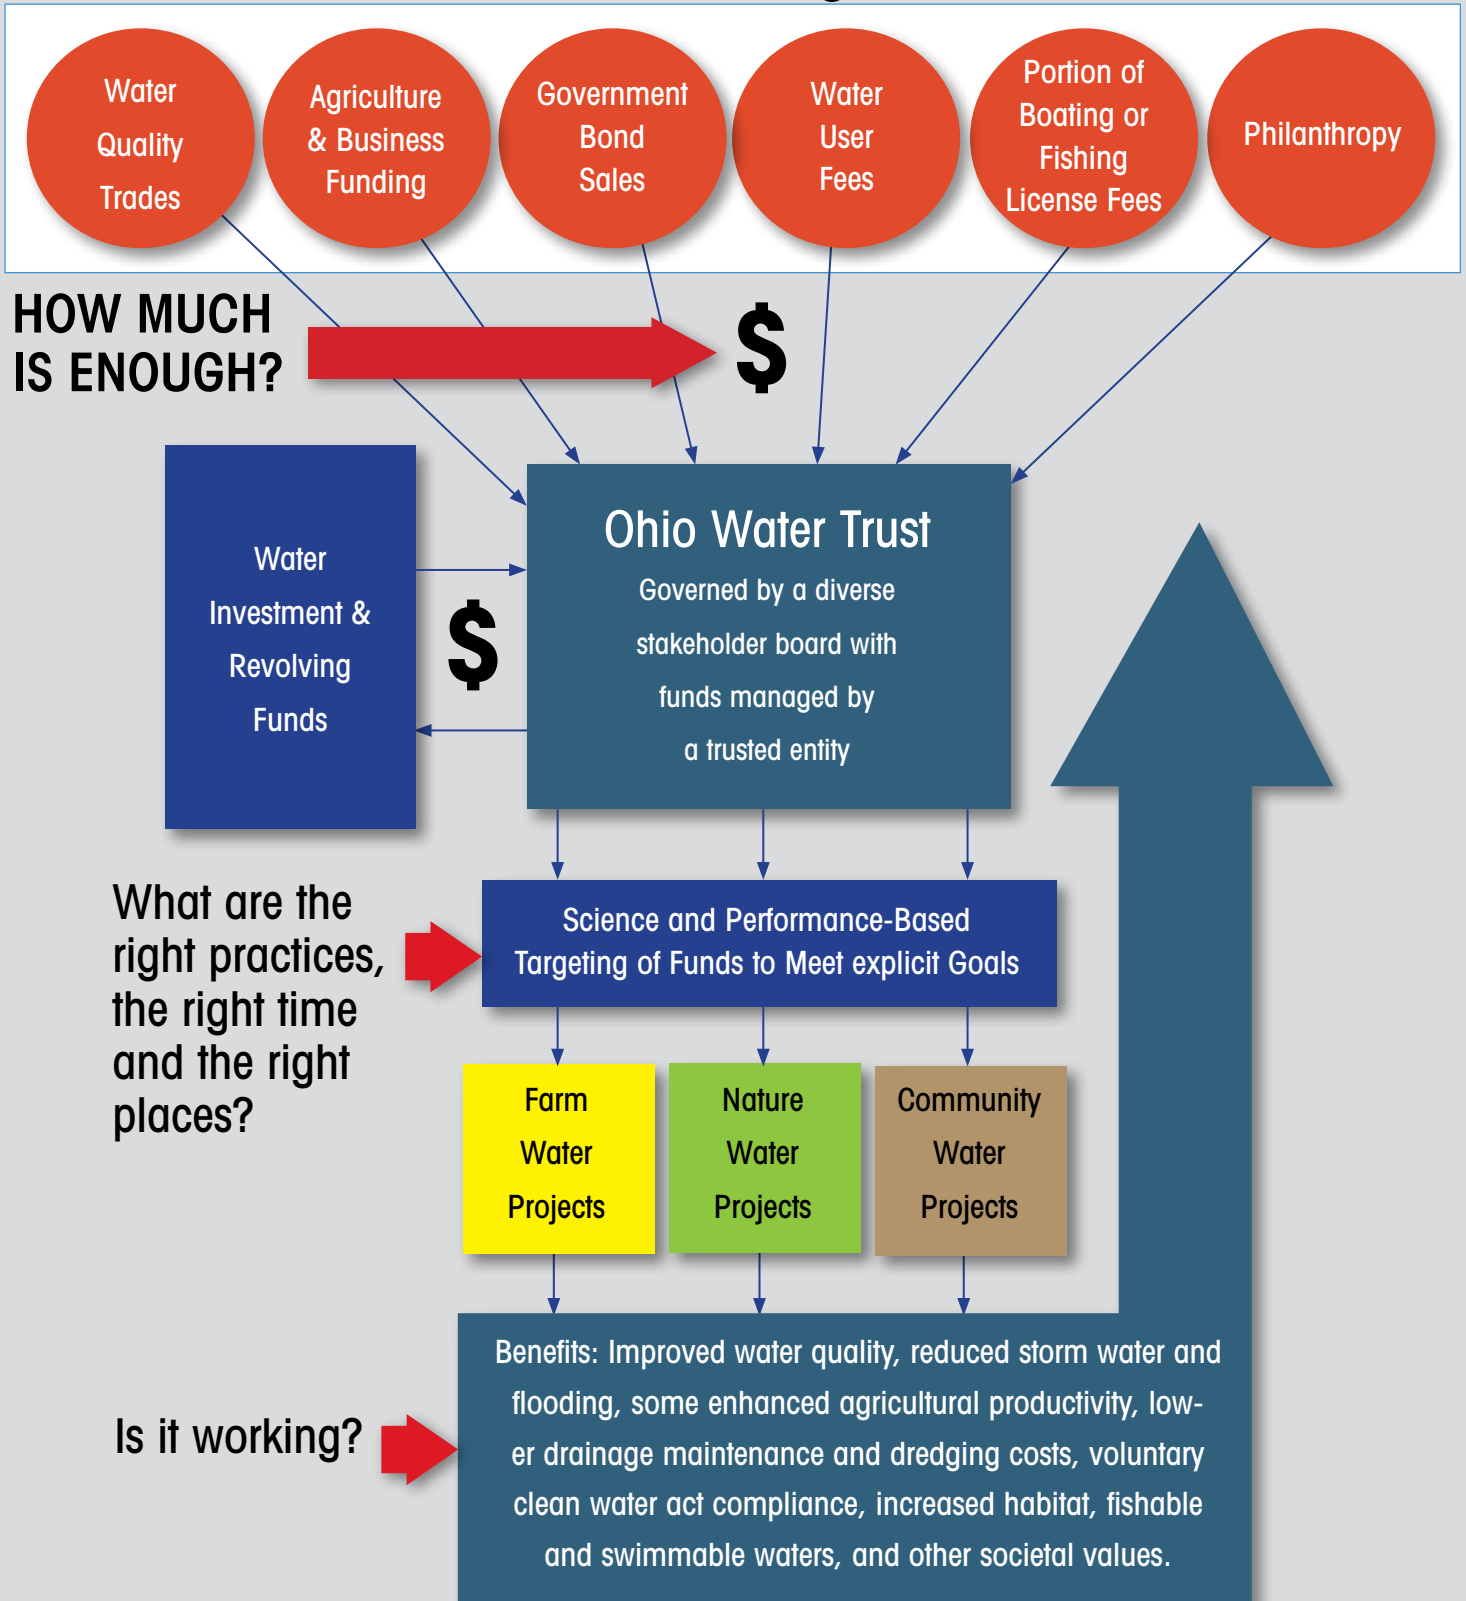 Water
Quality
Trades
Agriculture
& Business
Funding
Government
Bond
Sales
Water
User
Fees
Portion of
Boating or
Fishing
License Fees
Philanthropy
HOW MUCH
IS ENOUGH?
$
Water
Investment &
Revolving
Funds
$
Ohio Water Trust
Governed by a diverse
stakeholder board with
funds managed by
a trusted entity
What are the
right practices,
the right time
and the right
places?
Science and Performance-Based
Targeting of Funds to Meet explicit Goals
Farm
Water
Projects
Nature
Water
Projects
Community
Water
Projects
Is it working?
Benefits: Improved water quality, reduced storm water and
flooding, some enhanced agricultural productivity, low-
er drainage maintenance and dredging costs, voluntary
clean water act compliance, increased habitat, fishable
and swimmable waters, and other societal values.